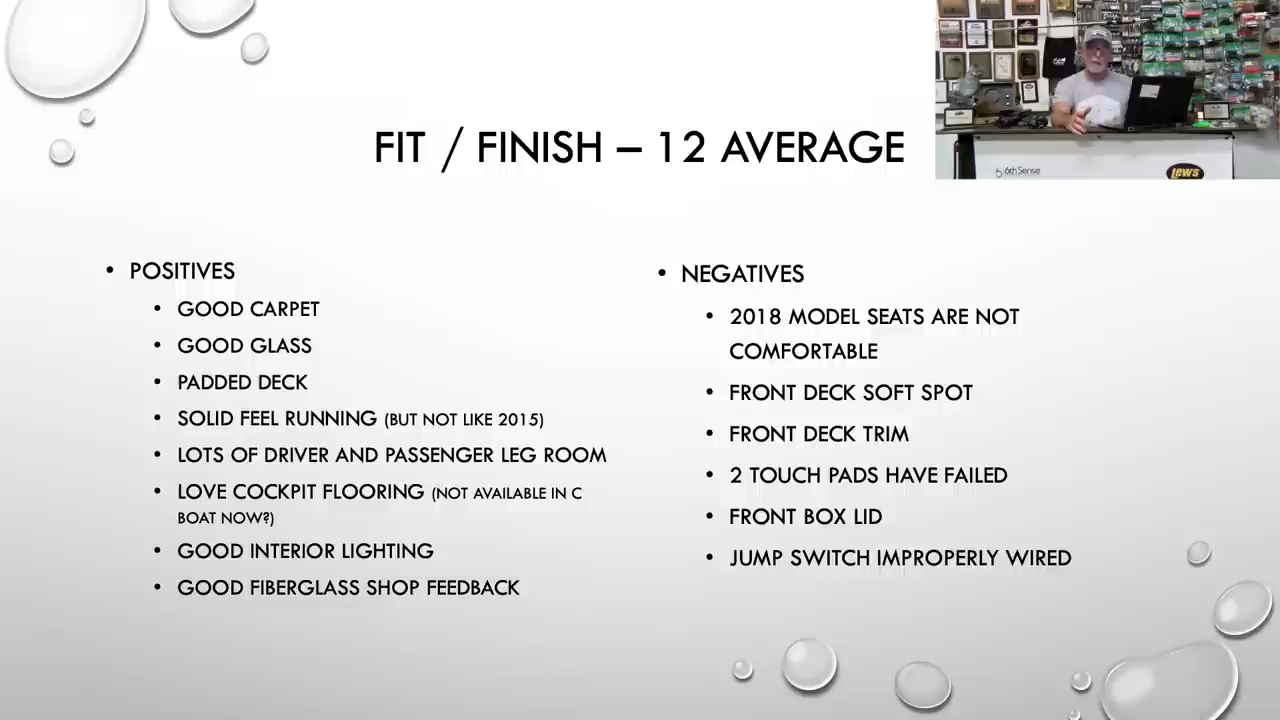 FIT / FINISH – 12 AVERAGE
6th Sense
Lew's
• POSITIVES
• GOOD CARPET
• GOOD GLASS
• PADDED DECK
• SOLID FEEL RUNNING (BUT NOT LIKE 2015)
• LOTS OF DRIVER AND PASSENGER LEG ROOM
• LOVE COCKPIT FLOORING (NOT AVAILABLE IN C
BOAT NOW?)
• GOOD INTERIOR LIGHTING
• GOOD FIBERGLASS SHOP FEEDBACK
• NEGATIVES
• 2018 MODEL SEATS ARE NOT
COMFORTABLE
• FRONT DECK SOFT SPOT
• FRONT DECK TRIM
• 2 TOUCH PADS HAVE FAILED
• FRONT BOX LID
• JUMP SWITCH IMPROPERLY WIRED